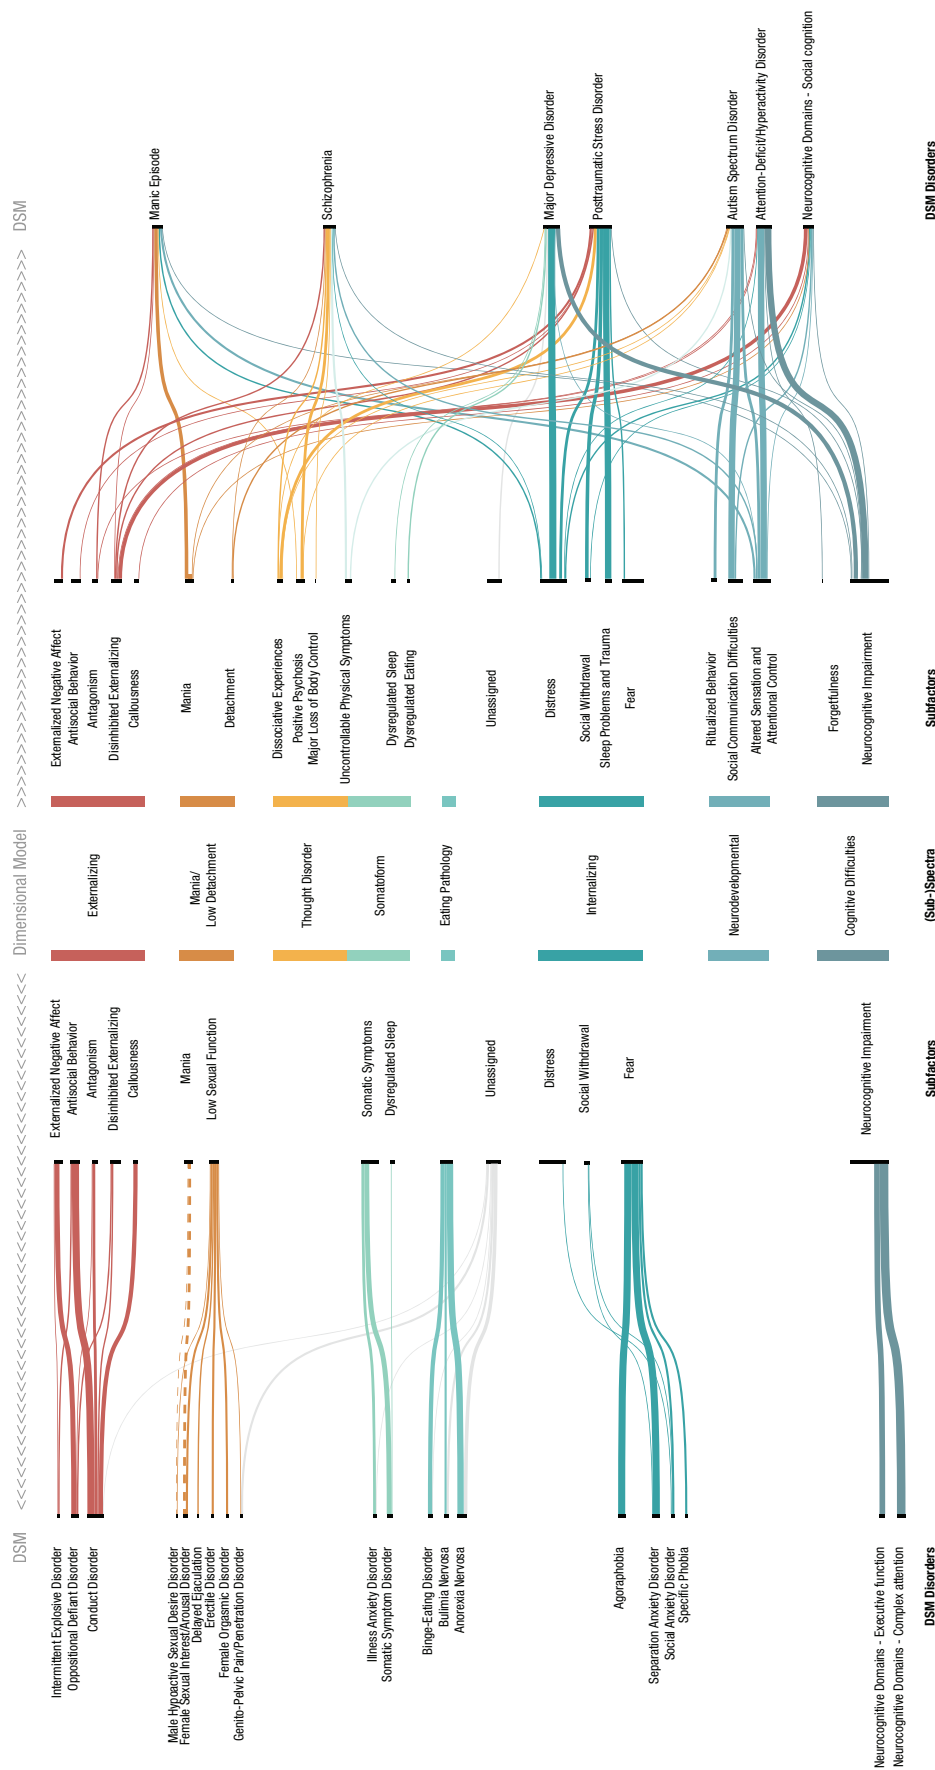 DSM
<<<<<<<<<<<<<<<<<<<<<<<<<<<<<<<<<<<<<
Dimensional Model
>>>>>>>>>>>>>>>>>>>>>>>>>>>>>>>>>>>>>
DSM
Intermittent Explosive Disorder
Oppositional Defiant Disorder
Conduct Disorder
Male Hypoactive Sexual Desire Disorder
Female Sexual Interest/Arousal Disorder
Delayed Ejaculation
Erectile Disorder
Female Orgasmic Disorder
Genito-Pelvic Pain/Penetration Disorder
Illness Anxiety Disorder
Somatic Symptom Disorder
Binge-Eating Disorder
Bulimia Nervosa
Anorexia Nervosa
Agoraphobia
Separation Anxiety Disorder
Social Anxiety Disorder
Specific Phobia
Neurocognitive Domains - Executive function
Neurocognitive Domains - Complex attention
DSM Disorders
Externalized Negative Affect
Antisocial Behavior
Antagonism
Disinhibited Externalizing
Callousness
Mania
Low Sexual Function
Somatic Symptoms
Dysregulated Sleep
Unassigned
Distress
Social Withdrawal
Fear
Neurocognitive Impairment
Subfactors
Externalizing
Mania/
Low Detachment
Thought Disorder
Somatoform
Eating Pathology
Internalizing
Neurodevelopmental
Cognitive Difficulties
(Sub-)Spectra
Externalized Negative Affect
Antisocial Behavior
Antagonism
Disinhibited Externalizing
Callousness
Mania
Detachment
Dissociative Experiences
Positive Psychosis
Major Loss of Body Control
Uncontrollable Physical Symptoms
Dysregulated Sleep
Dysregulated Eating
Unassigned
Distress
Social Withdrawal
Sleep Problems and Trauma
Fear
Ritualized Behavior
Social Communication Difficulties
Altered Sensation and
Attentional Control
Forgetfulness
Neurocognitive Impairment
Subfactors
Manic Episode
Schizophrenia
Major Depressive Disorder
Posttraumatic Stress Disorder
Autism Spectrum Disorder
Attention-Deficit/Hyperactivity Disorder
Neurocognitive Domains - Social cognition
DSM Disorders